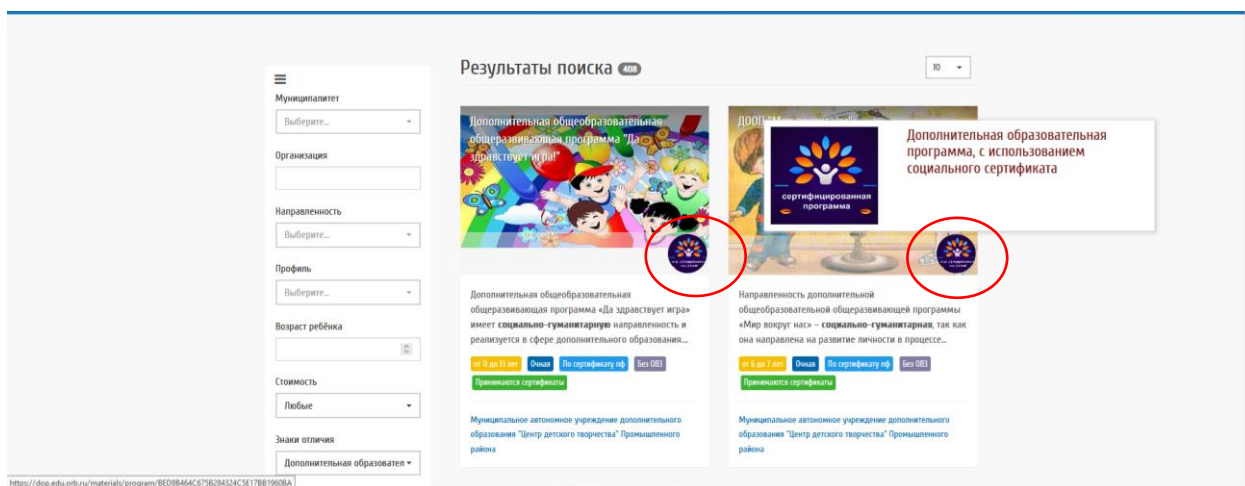 Результаты поиска 408
10
Муниципалитет
Выберите...
Организация
Направленность
Выберите...
Профиль
Выберите...
Возраст ребёнка
Стоимость
Любые
Знаки отличия
Дополнительная образовател
Дополнительная общеобразовательная
общеразвивающая программа "Да
здравствует игра!"
Дополнительная общеобразовательная
общеразвивающая программа «Да здравствует игра»
имеет социально-гуманитарную направленность и
реализуется в сфере дополнительного образования....
от 11 до 13 лет Очная По сертификату пф Без ОВЗ
Принимаются сертификаты
Муниципальное автономное учреждение дополнительного
образования "Центр детского творчества" Промышленного
района
ДООП
сертифицированная
программа
Дополнительная образовательная
программа, с использованием
социального сертификата
Направленность дополнительной
общеобразовательной общеразвивающей программы
«Мир вокруг нас» – социально-гуманитарная, так как
она направлена на развитие личности в процессе...
от 6 до 7 лет Очная По сертификату пф Без ОВЗ
Принимаются сертификаты
Муниципальное автономное учреждение дополнительного
образования "Центр детского творчества" Промышленного
района
https://dop.edu.orb.ru/materials/program/BED8B464C675B2B4324C5E17BB1960BA